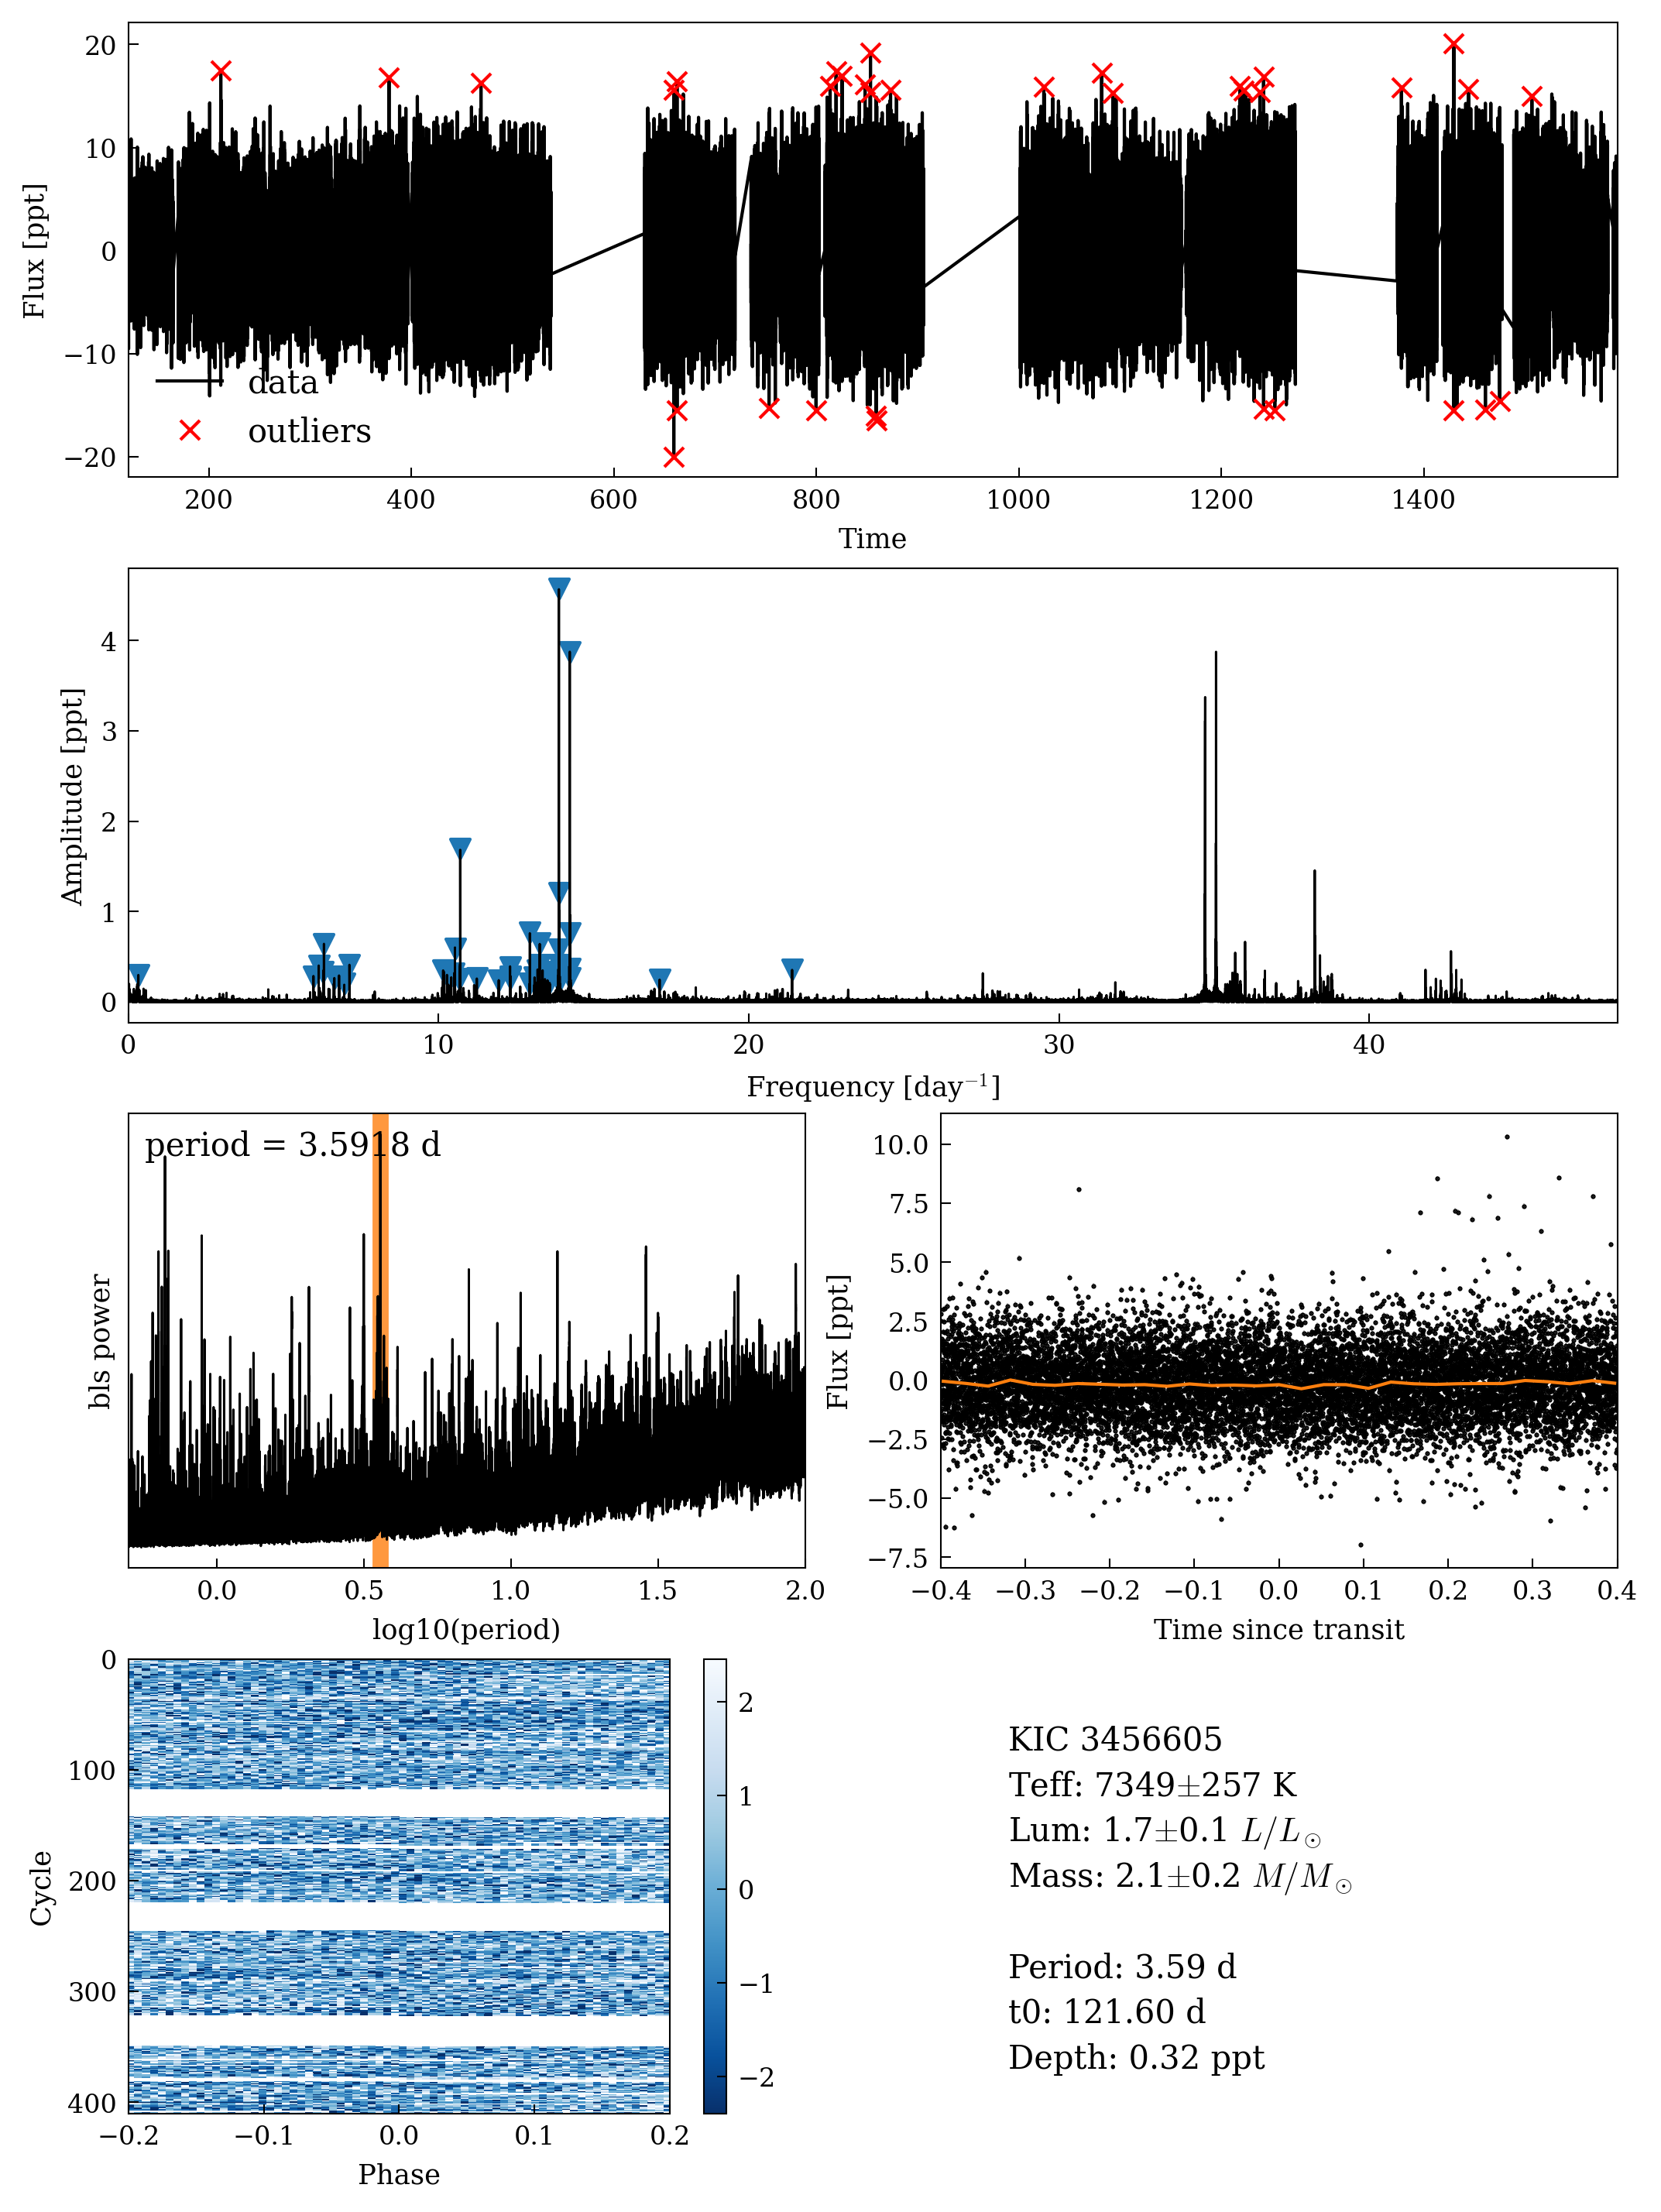 20
10
0
−10
−20
Flux [ppt]
data
outliers
200 400 600 800 1000 1200 1400
Time
4
3
2
1
0
Amplitude [ppt]
0 10 20 30 40
Frequency [day⁻¹]
period = 3.5918 d
bls power
0.0 0.5 1.0 1.5 2.0
log10(period)
10.0
7.5
5.0
2.5
0.0
−2.5
−5.0
−7.5
Flux [ppt]
−0.4 −0.3 −0.2 −0.1 0.0 0.1 0.2 0.3 0.4
Time since transit
0
100
200
300
400
Cycle
−0.2 −0.1 0.0 0.1 0.2
Phase
2
1
0
−1
−2
KIC 3456605
Teff: 7349±257 K
Lum: 1.7±0.1 L/L⊙
Mass: 2.1±0.2 M/M⊙
Period: 3.59 d
t0: 121.60 d
Depth: 0.32 ppt